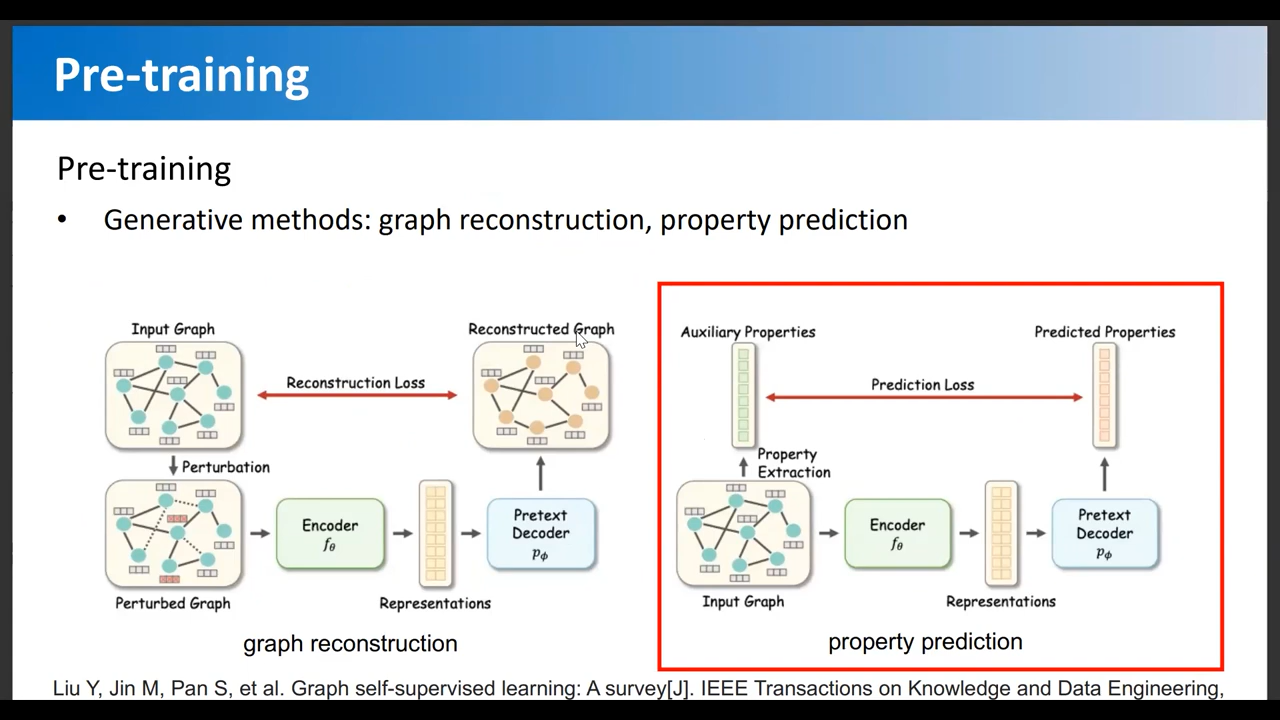 Pre-training
Pre-training
• Generative methods: graph reconstruction, property prediction
Input Graph
Reconstruction Loss
Reconstructed Graph
Perturbation
Encoder
fθ
Pretext
Decoder
pϕ
Perturbed Graph
Representations
graph reconstruction
Auxiliary Properties
Prediction Loss
Predicted Properties
Property
Extraction
Encoder
fθ
Pretext
Decoder
pϕ
Input Graph
Representations
property prediction
Liu Y, Jin M, Pan S, et al. Graph self-supervised learning: A survey[J]. IEEE Transactions on Knowledge and Data Engineering,